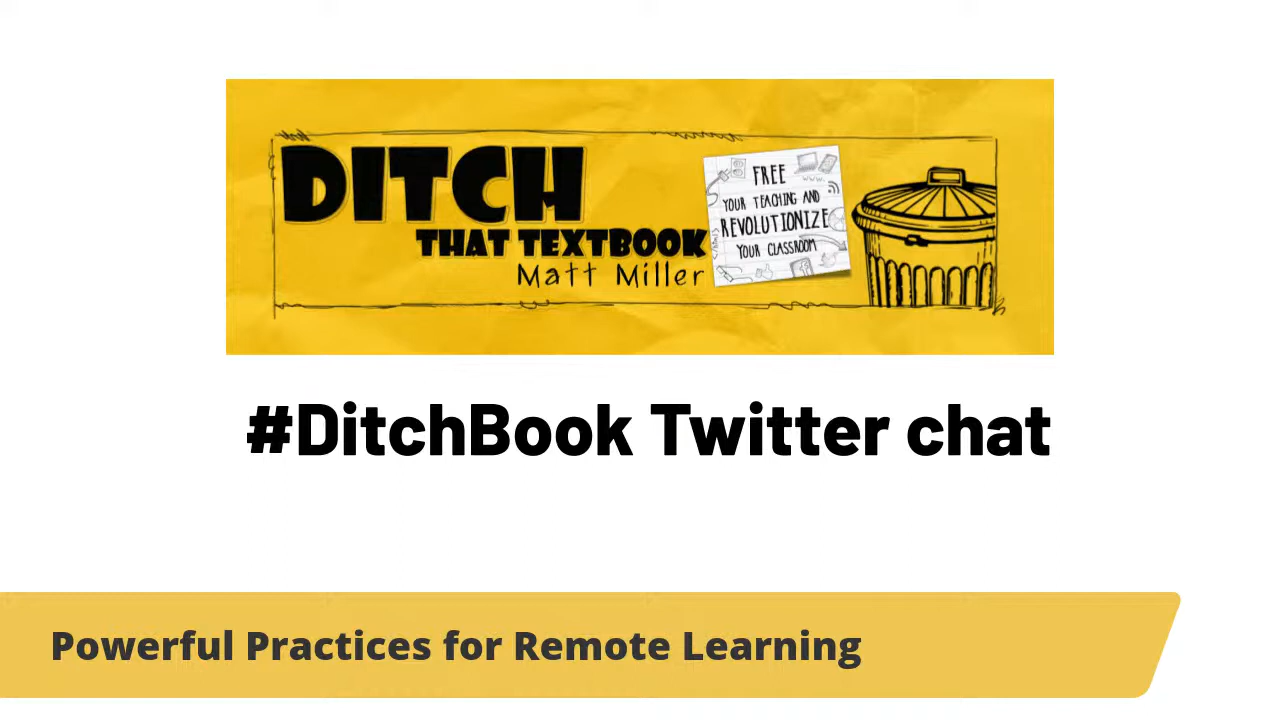 DITCH
THAT TEXTBOOK
Matt Miller
FREE
YOUR TEACHING AND
REVOLUTIONIZE
YOUR CLASSROOM
#DitchBook Twitter chat
Powerful Practices for Remote Learning